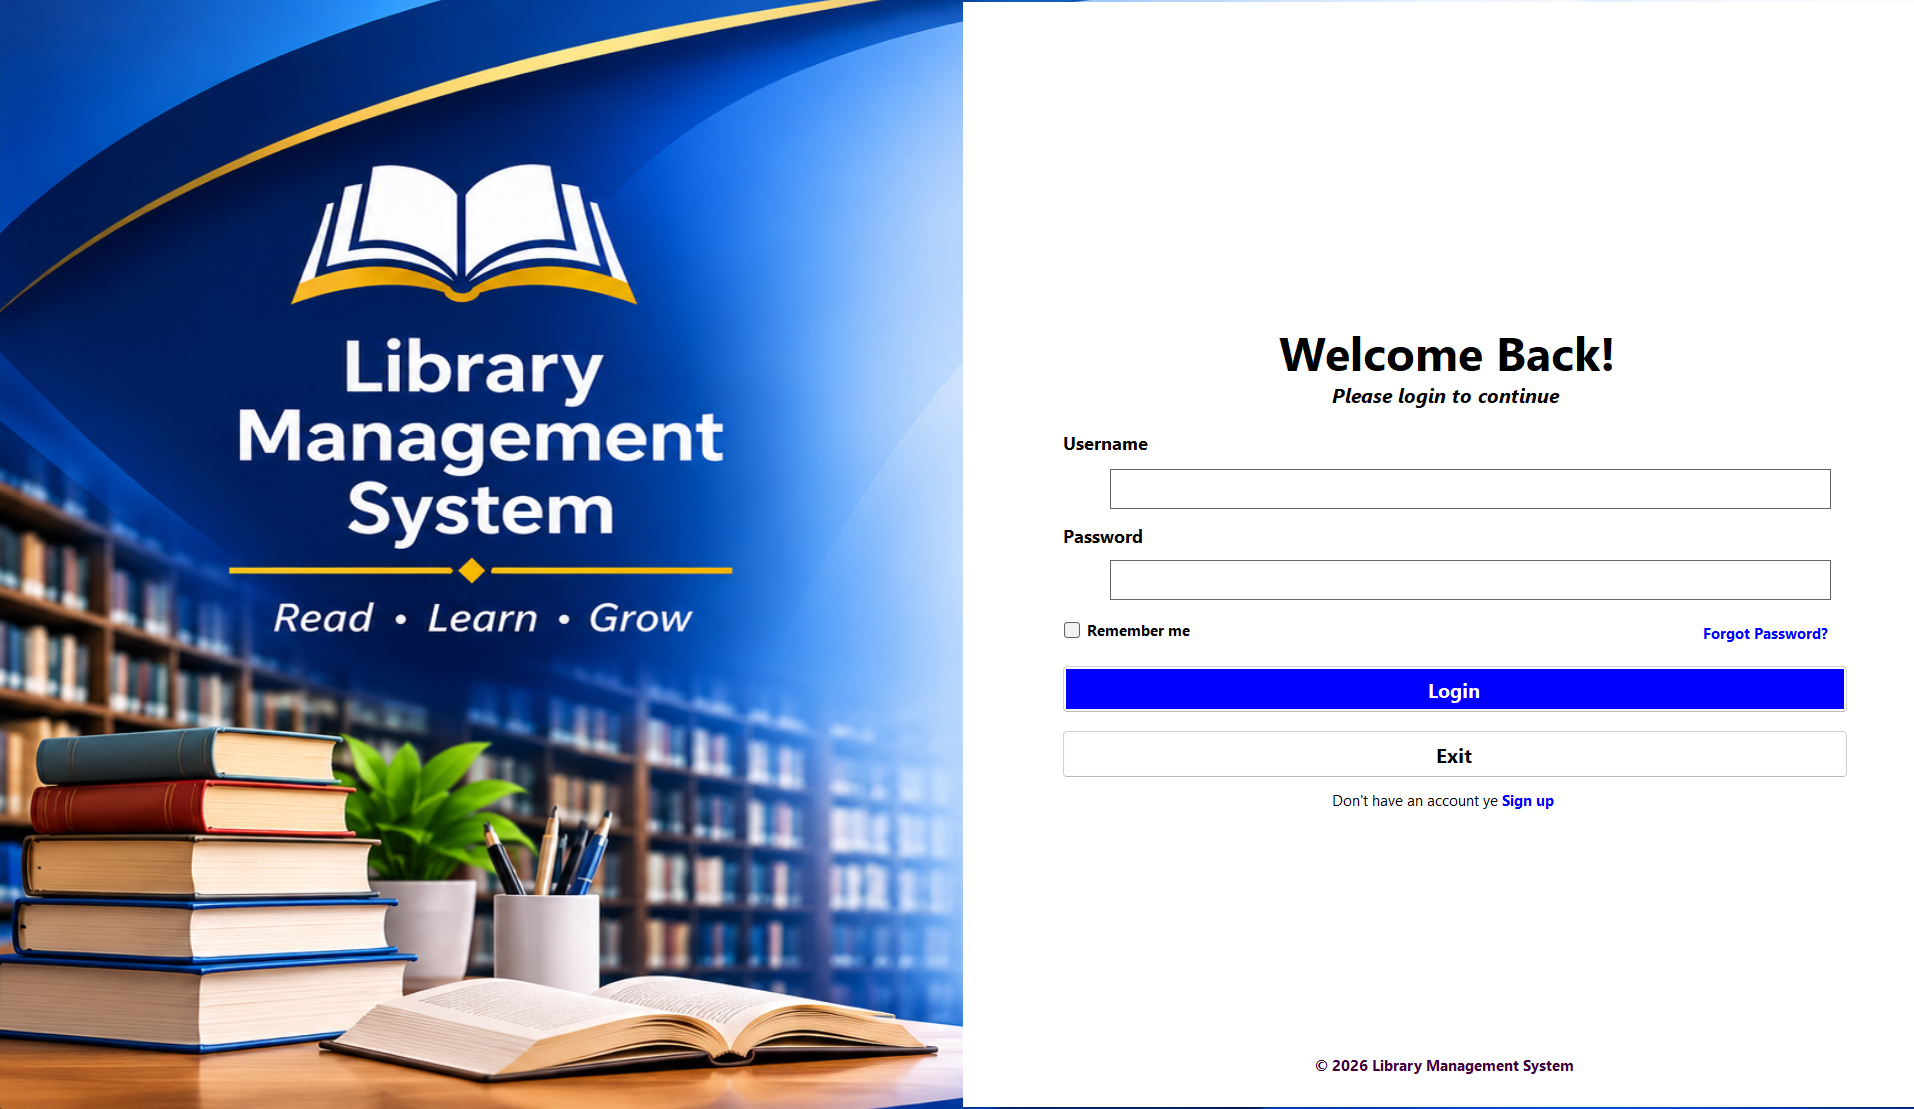 Library
Management
System
Read • Learn • Grow
Welcome Back!
Please login to continue
Username
Password
Remember me
Forgot Password?
Login
Exit
Don't have an account ye Sign up
© 2026 Library Management System